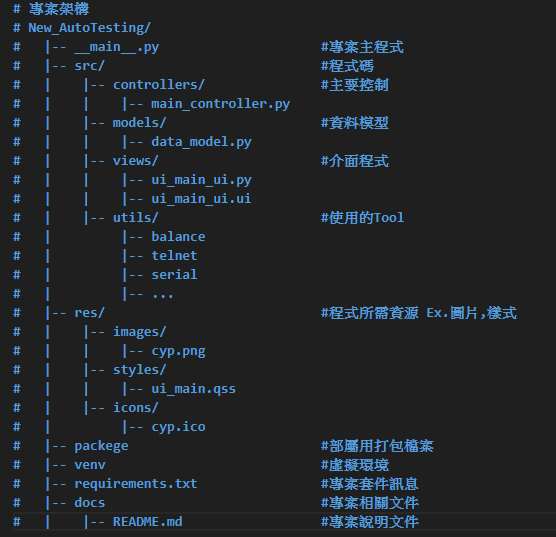 # 專案架構
# New_AutoTesting/
#   |-- __main__.py                     #專案主程式
#   |-- src/                            #程式碼
#   |    |-- controllers/               #主要控制
#   |    |    |-- main_controller.py
#   |    |-- models/                    #資料模型
#   |    |    |-- data_model.py
#   |    |-- views/                     #介面程式
#   |    |    |-- ui_main_ui.py
#   |    |    |-- ui_main_ui.ui
#   |    |-- utils/                     #使用的Tool
#   |         |-- balance
#   |         |-- telnet
#   |         |-- serial
#   |         |-- ...
#   |-- res/                            #程式所需資源 Ex.圖片,樣式
#   |    |-- images/
#   |    |    |-- cyp.png
#   |    |-- styles/
#   |    |    |-- ui_main.qss
#   |    |-- icons/
#   |         |-- cyp.ico
#   |-- packege                         #部屬用打包檔案
#   |-- venv                            #虛擬環境
#   |-- requirements.txt                #專案套件訊息
#   |-- docs                            #專案相關文件
#   |    |-- README.md                  #專案說明文件